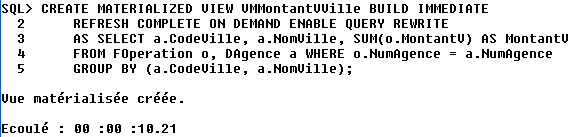 SQL> CREATE MATERIALIZED VIEW VMMontantVVille BUILD IMMEDIATE
2 REFRESH COMPLETE ON DEMAND ENABLE QUERY REWRITE
3 AS SELECT a.CodeVille, a.NomVille, SUM(o.MontantV) AS MontantV
4 FROM FOperation o, DAgence a WHERE o.NumAgence = a.NumAgence
5 GROUP BY (a.CodeVille, a.NomVille);
Vue matérialisée créée.
Ecoulé : 00 :00 :10.21